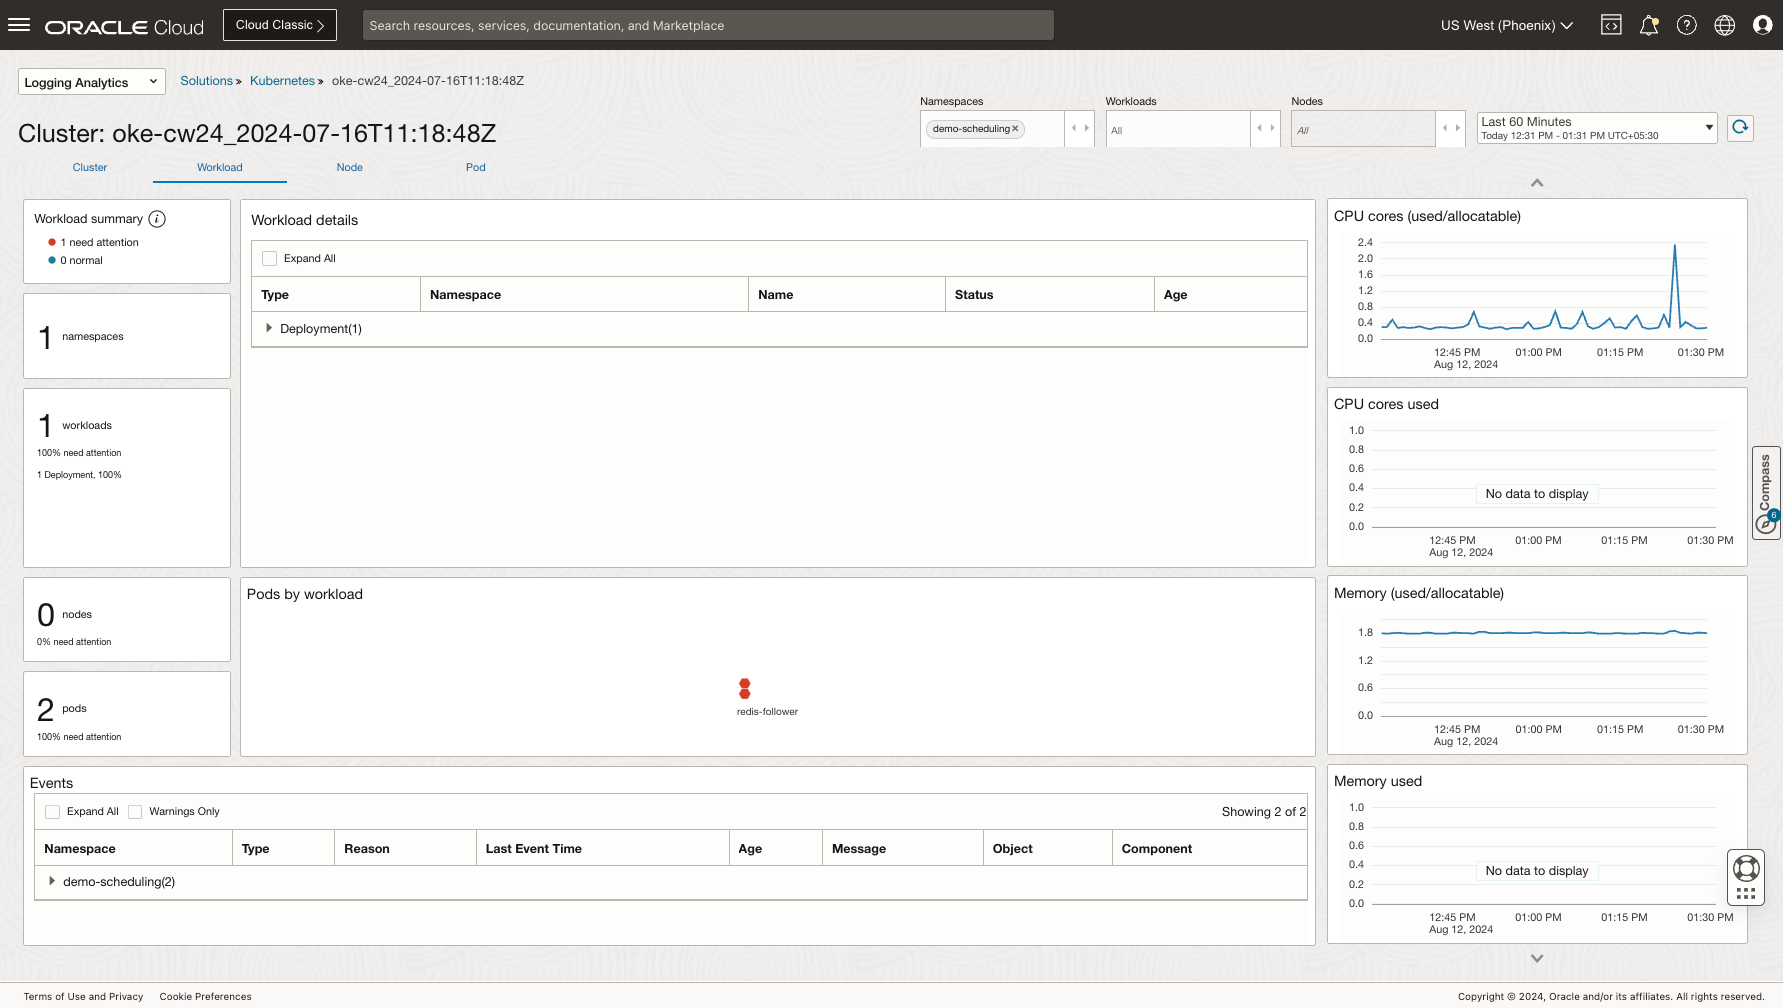 ORACLE Cloud
Cloud Classic
Search resources, services, documentation, and Marketplace
US West (Phoenix)
Logging Analytics
Solutions » Kubernetes » oke-cw24_2024-07-16T11:18:48Z
Cluster: oke-cw24_2024-07-16T11:18:48Z
Namespaces
demo-scheduling ×
Workloads
All
Nodes
All
Last 60 Minutes
Today 12:31 PM - 01:31 PM UTC+05:30
Cluster
Workload
Node
Pod
Workload summary i
1 need attention
0 normal
1 namespaces
1 workloads
100% need attention
1 Deployment, 100%
0 nodes
0% need attention
2 pods
100% need attention
Workload details
Expand All
Type Namespace Name Status Age
Deployment(1)
Pods by workload
redis-follower
Events
Expand All Warnings Only
Showing 2 of 2
Namespace Type Reason Last Event Time Age Message Object Component
demo-scheduling(2)
CPU cores (used/allocatable)
2.4
2.0
1.6
1.2
0.8
0.4
0.0
12:45 PM 01:00 PM 01:15 PM 01:30 PM
Aug 12, 2024
CPU cores used
1.0
0.8
0.6
0.4
0.2
0.0
No data to display
12:45 PM 01:00 PM 01:15 PM 01:30 PM
Aug 12, 2024
Memory (used/allocatable)
1.8
1.2
0.6
0.0
12:45 PM 01:00 PM 01:15 PM 01:30 PM
Aug 12, 2024
Memory used
1.0
0.8
0.6
0.4
0.2
0.0
No data to display
12:45 PM 01:00 PM 01:15 PM 01:30 PM
Aug 12, 2024
Compass
6
Terms of Use and Privacy Cookie Preferences
Copyright © 2024, Oracle and/or its affiliates. All rights reserved.